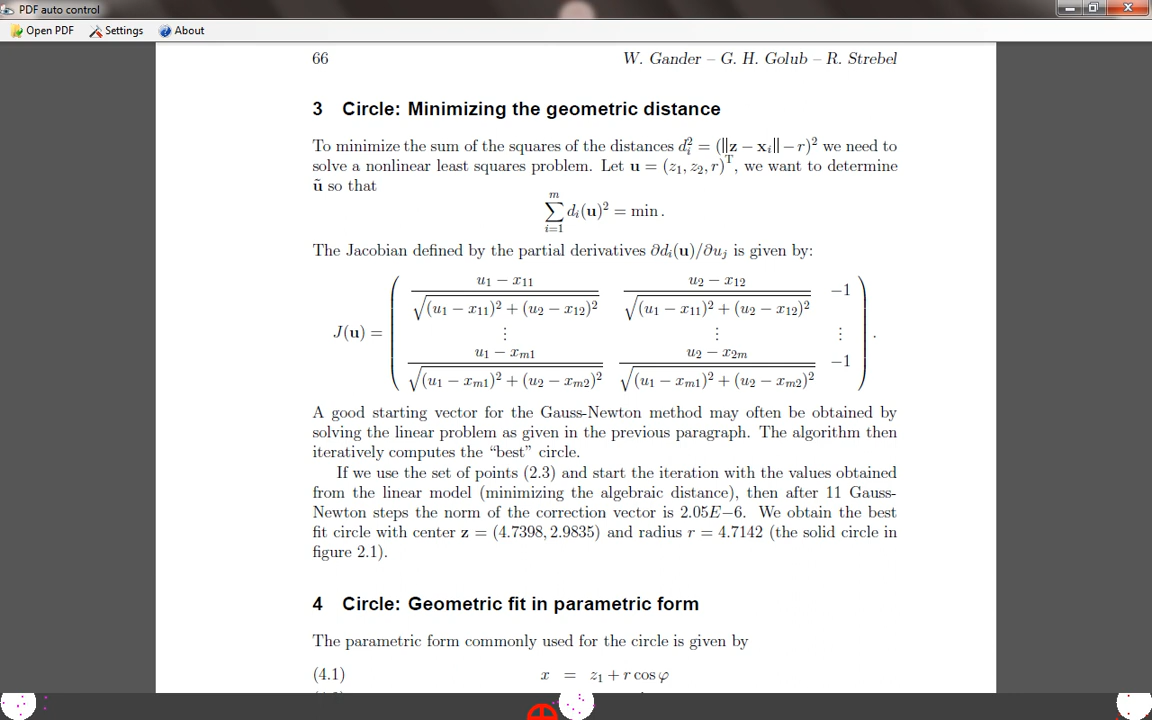 PDF auto control
Open PDF Settings About
66 W. Gander – G. H. Golub – R. Strebel
3 Circle: Minimizing the geometric distance
To minimize the sum of the squares of the distances d_i^2 = (||z − x_i|| − r)^2 we need to
solve a nonlinear least squares problem. Let u = (z_1, z_2, r)^T, we want to determine
ũ so that
∑_{i=1}^{m} d_i(u)^2 = min .
The Jacobian defined by the partial derivatives ∂d_i(u)/∂u_j is given by:
u_1 − x_11 u_2 − x_12 −1
√((u_1 − x_11)^2 + (u_2 − x_12)^2) √((u_1 − x_11)^2 + (u_2 − x_12)^2)
J(u) = ⋮ ⋮ ⋮ .
u_1 − x_m1 u_2 − x_2m −1
√((u_1 − x_m1)^2 + (u_2 − x_m2)^2) √((u_1 − x_m1)^2 + (u_2 − x_m2)^2)
A good starting vector for the Gauss-Newton method may often be obtained by
solving the linear problem as given in the previous paragraph. The algorithm then
iteratively computes the “best” circle.
If we use the set of points (2.3) and start the iteration with the values obtained
from the linear model (minimizing the algebraic distance), then after 11 Gauss-
Newton steps the norm of the correction vector is 2.05E−6. We obtain the best
fit circle with center z = (4.7398, 2.9835) and radius r = 4.7142 (the solid circle in
figure 2.1).
4 Circle: Geometric fit in parametric form
The parametric form commonly used for the circle is given by
(4.1) x = z_1 + r cos φ